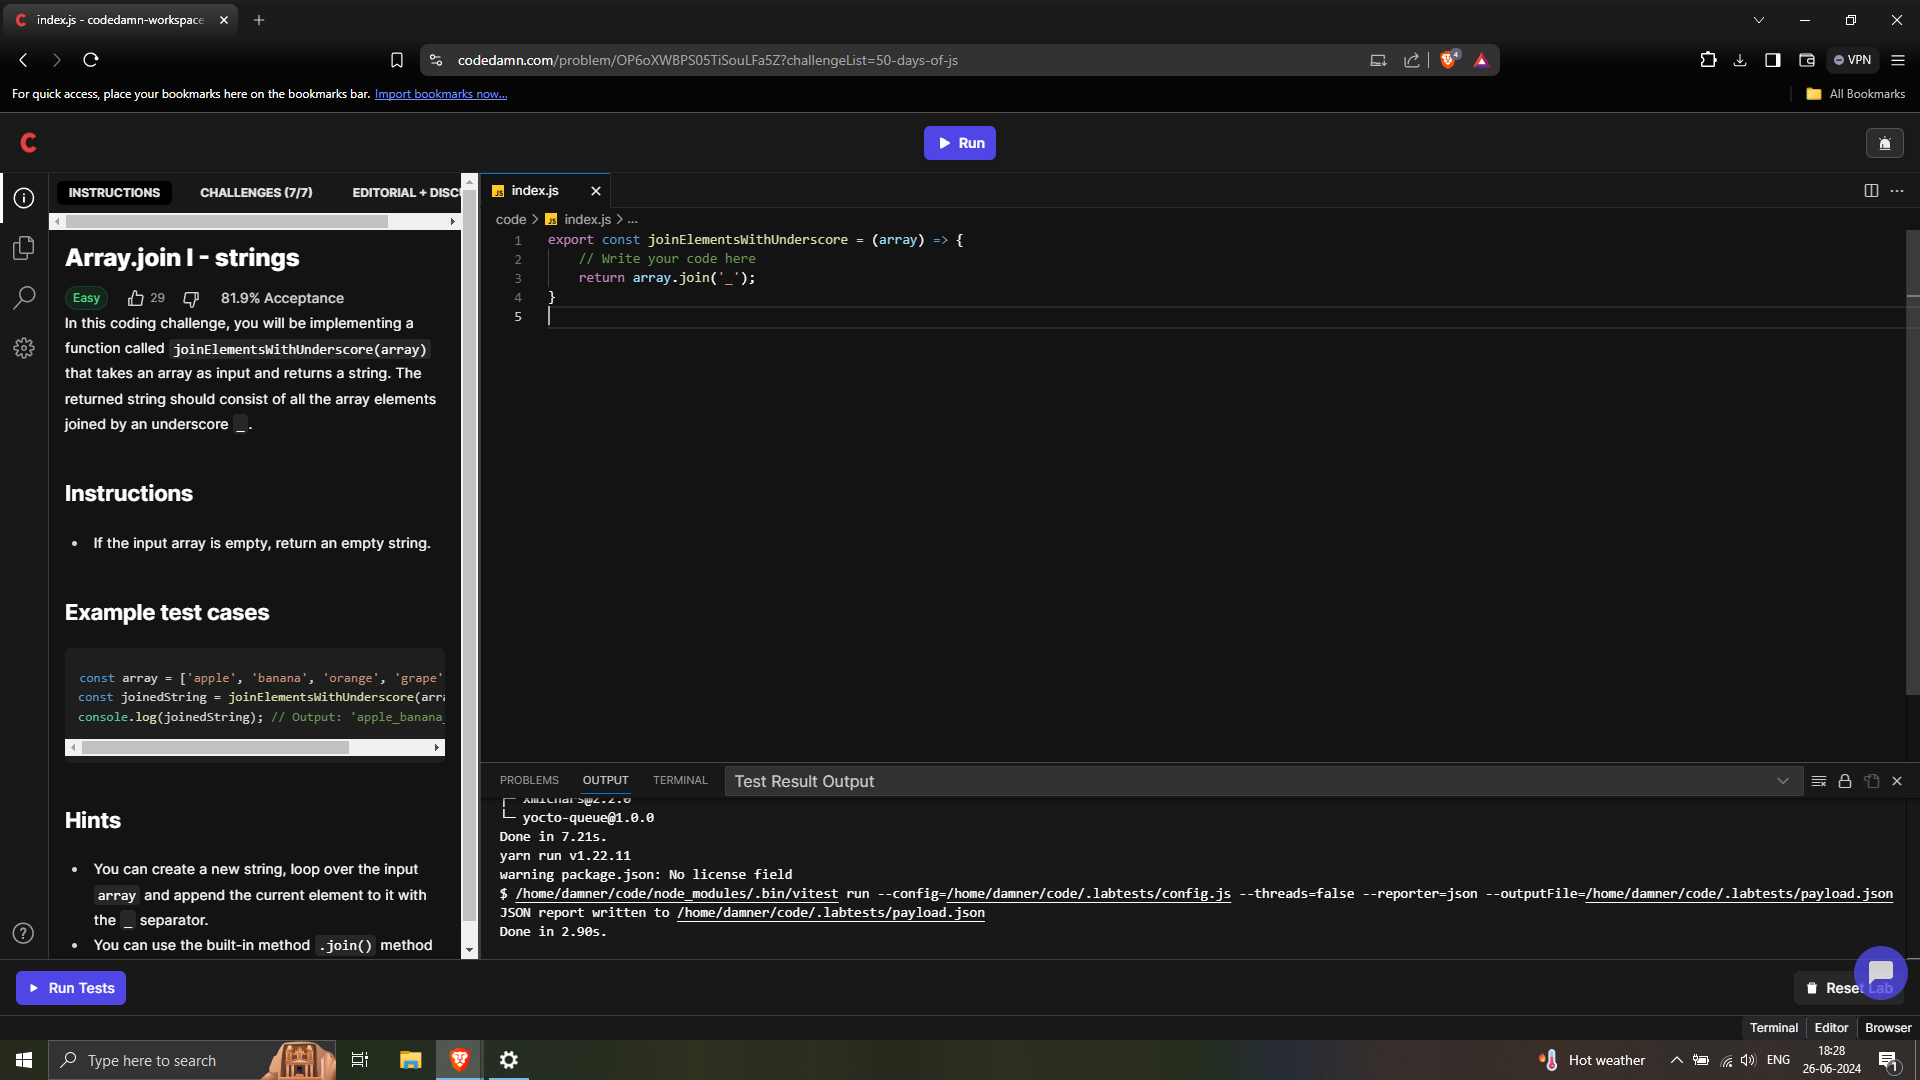 index.js - codedamn-workspace
codedamn.com/problem/OP6oXWBPS05TiSouLFa5Z?challengeList=50-days-of-js
4
VPN
For quick access, place your bookmarks here on the bookmarks bar. Import bookmarks now...
All Bookmarks
Run
INSTRUCTIONS
CHALLENGES (7/7)
EDITORIAL + DISCU
Array.join I - strings
Easy
29
81.9% Acceptance
In this coding challenge, you will be implementing a
function called joinElementsWithUnderscore(array)
that takes an array as input and returns a string. The
returned string should consist of all the array elements
joined by an underscore _ .
Instructions
• If the input array is empty, return an empty string.
Example test cases
const array = ['apple', 'banana', 'orange', 'grape'
const joinedString = joinElementsWithUnderscore(arra
console.log(joinedString); // Output: 'apple_banana_
Hints
• You can create a new string, loop over the input
array and append the current element to it with
the _ separator.
• You can use the built-in method .join() method
JS index.js
code > JS index.js > ...
1 export const joinElementsWithUnderscore = (array) => {
2 // Write your code here
3 return array.join('_');
4 }
5
PROBLEMS
OUTPUT
TERMINAL
Test Result Output
├─ xmlchars@2.2.0
└─ yocto-queue@1.0.0
Done in 7.21s.
yarn run v1.22.11
warning package.json: No license field
$ /home/damner/code/node_modules/.bin/vitest run --config=/home/damner/code/.labtests/config.js --threads=false --reporter=json --outputFile=/home/damner/code/.labtests/payload.json
JSON report written to /home/damner/code/.labtests/payload.json
Done in 2.90s.
Run Tests
Reset Lab
Terminal
Editor
Browser
Type here to search
Hot weather
ENG
18:28
26-06-2024
1